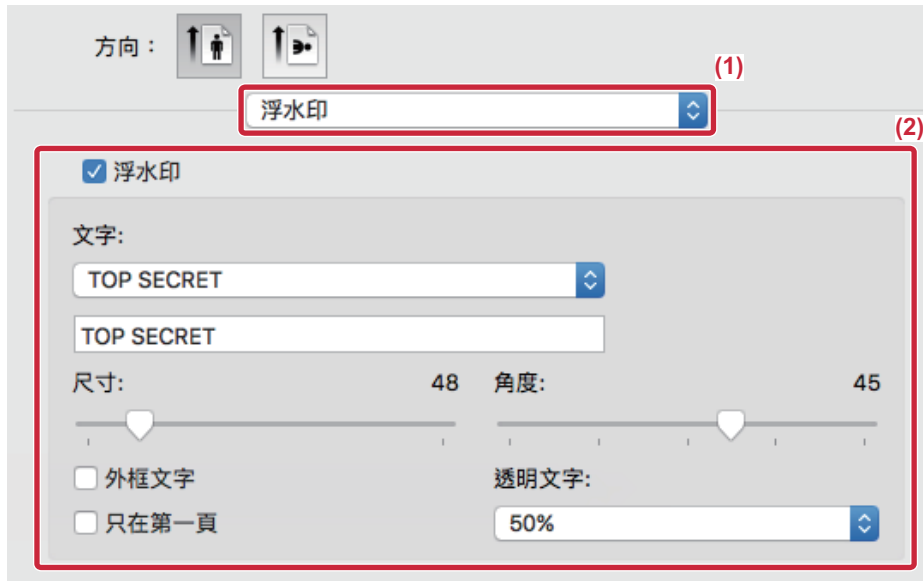 方向：
(1)
浮水印
(2)
浮水印
文字:
TOP SECRET
TOP SECRET
尺寸: 48 角度: 45
外框文字 透明文字:
只在第一頁 50%